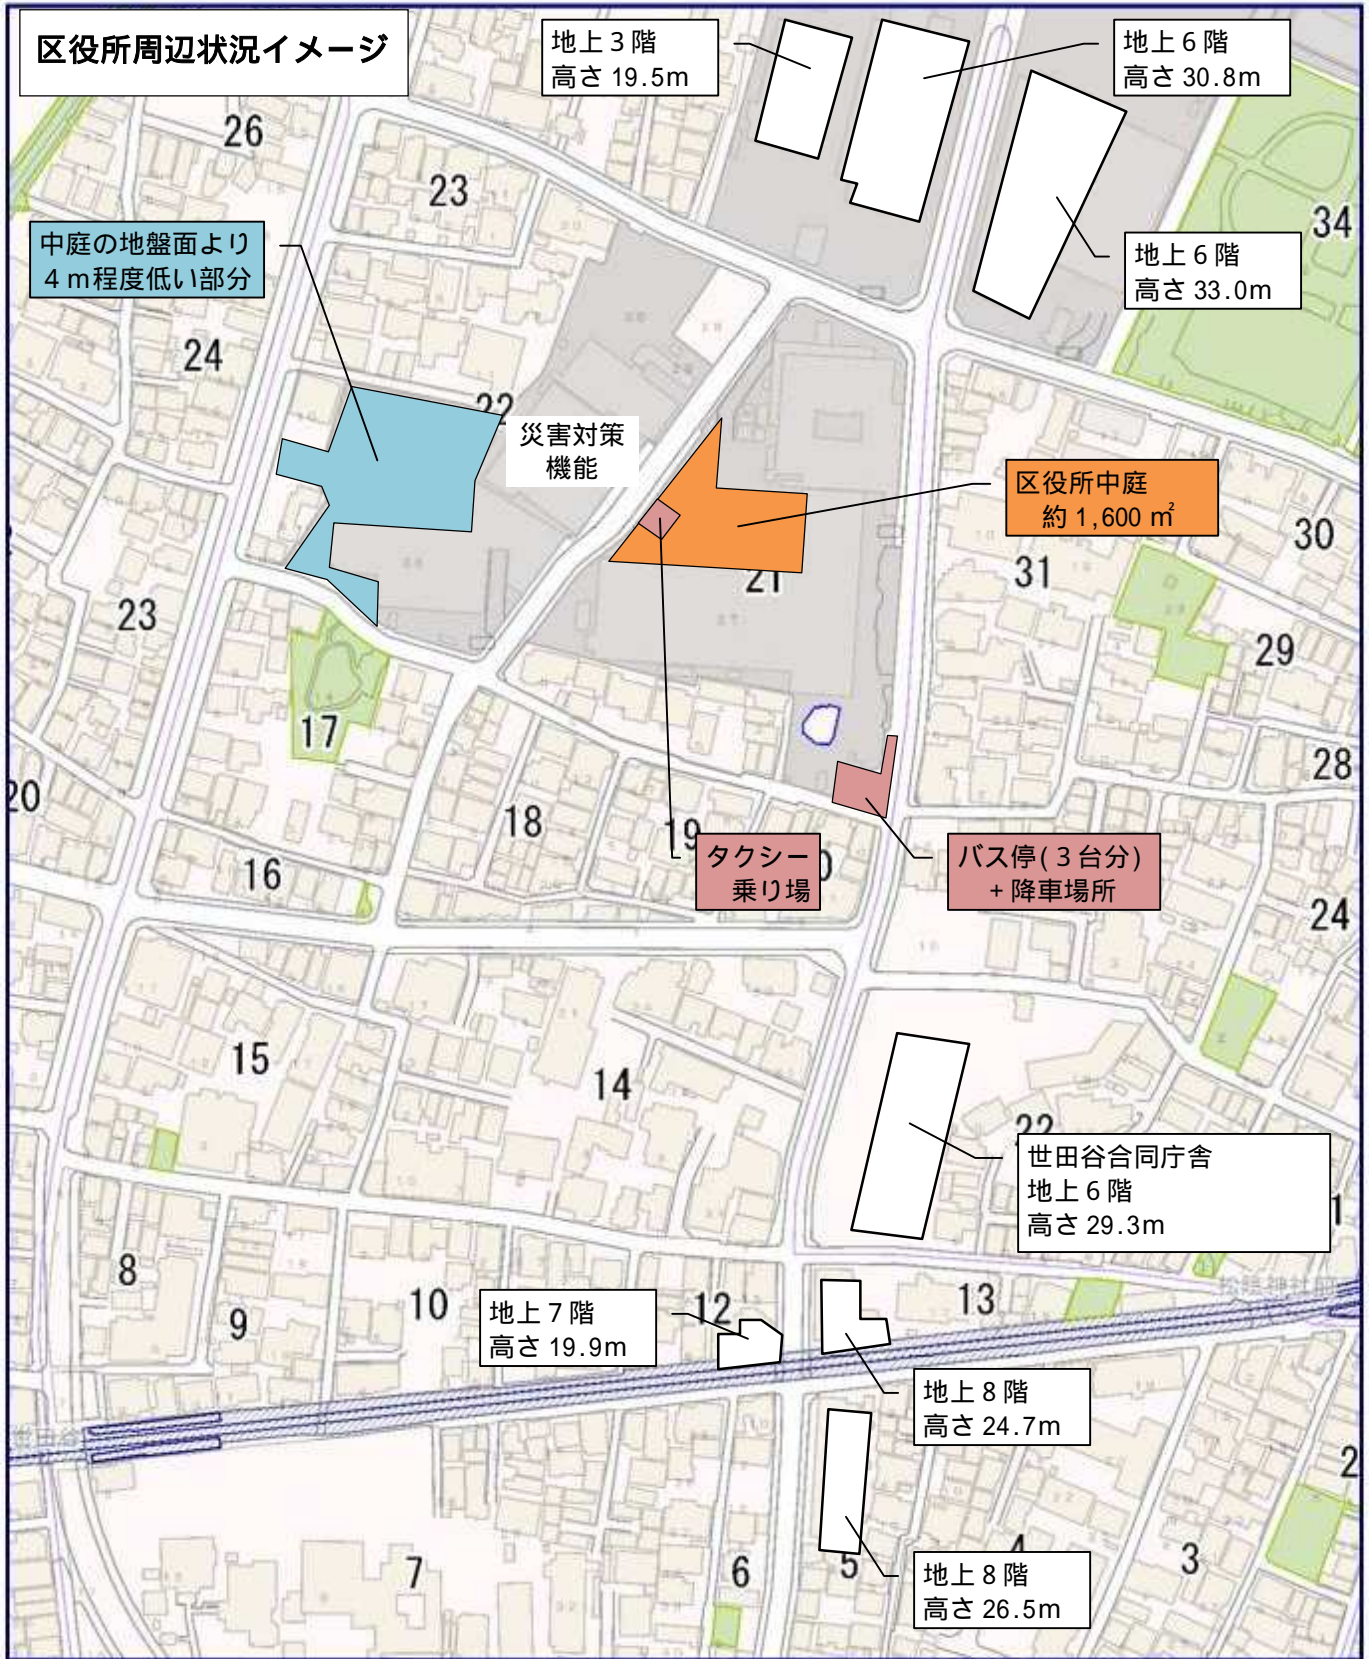 区役所周辺状況イメージ
地上３階
高さ 19.5m
地上６階
高さ 30.8m
26
23
34
中庭の地盤面より
４ｍ程度低い部分
地上６階
高さ 33.0m
24
22
災害対策
機能
区役所中庭
約 1,600 ㎡
30
31
21
23
29
17
28
20
18
19
タクシー
乗り場
バス停(３台分)
+ 降車場所
16
24
15
14
22
世田谷合同庁舎
地上６階
高さ 29.3m
8
9
10
12
13
地上７階
高さ 19.9m
地上８階
高さ 24.7m
世田谷
2
7
6
5
4
3
地上８階
高さ 26.5m